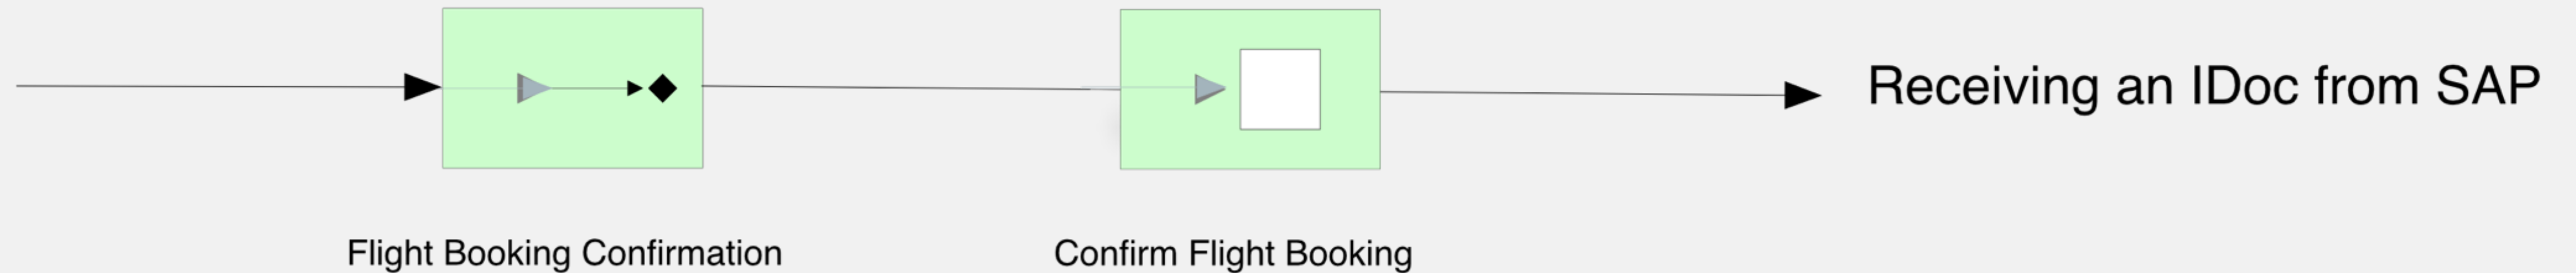 Receiving an IDoc from SAP
Flight Booking Confirmation
Confirm Flight Booking